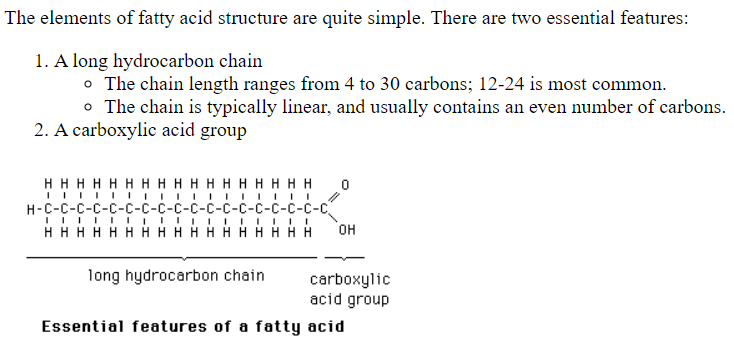 The elements of fatty acid structure are quite simple. There are two essential features:
1. A long hydrocarbon chain
∘ The chain length ranges from 4 to 30 carbons; 12-24 is most common.
∘ The chain is typically linear, and usually contains an even number of carbons.
2. A carboxylic acid group
H H H H H H H H H H H H H H H H H O
H-C-C-C-C-C-C-C-C-C-C-C-C-C-C-C-C-C-C
H H H H H H H H H H H H H H H H H OH
long hydrocarbon chain
carboxylic
acid group
Essential features of a fatty acid